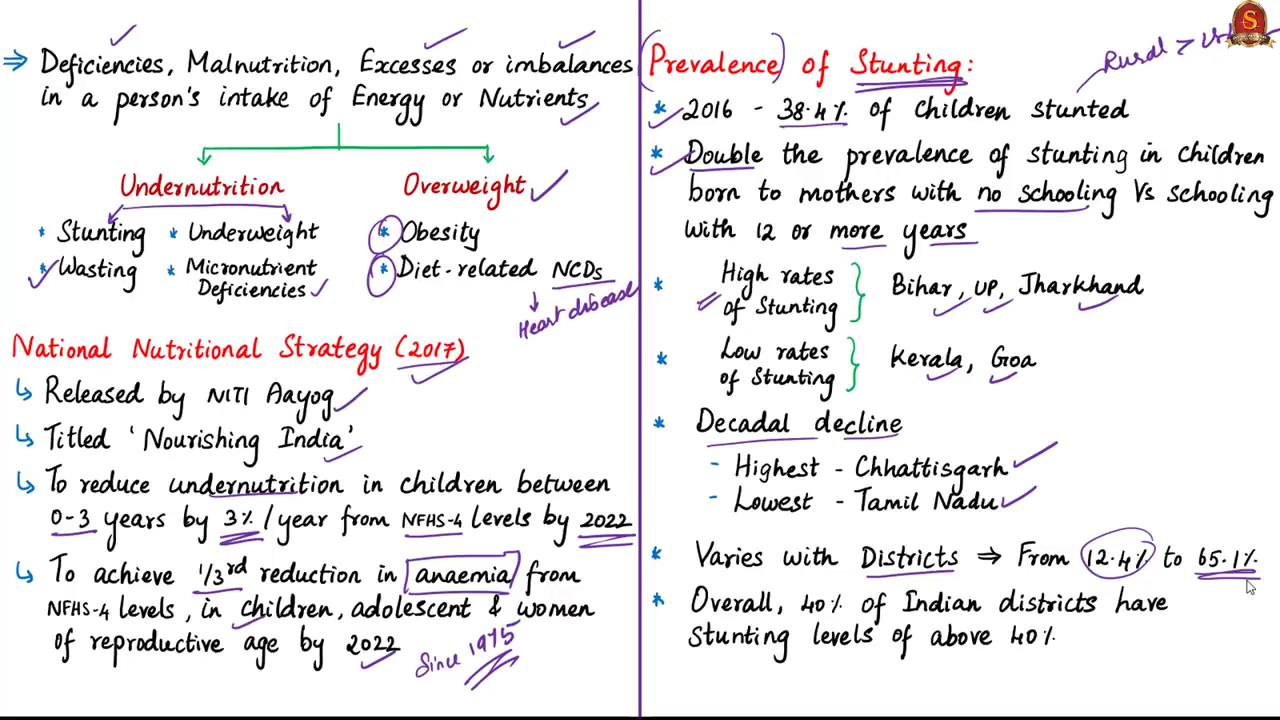 ⇒ Deficiencies, Malnutrition, Excesses or imbalances
in a person's intake of Energy or Nutrients
Undernutrition
* Stunting * Underweight
* Wasting * Micronutrient
Deficiencies
Overweight
* Obesity
* Diet-related NCDs
Heart disease
National Nutritional Strategy (2017)
↳ Released by NITI Aayog
↳ Titled 'Nourishing India'
↳ To reduce undernutrition in children between
0-3 years by 3%/year from NFHS-4 levels by 2022
↳ To achieve 1/3rd reduction in anaemia from
NFHS-4 levels, in children, adolescent & women
of reproductive age by 2022
Since 1975
S
(Prevalence) of Stunting:
Rural >
* 2016 - 38.4% of children stunted
* Double the prevalence of stunting in children
born to mothers with no schooling Vs schooling
with 12 or more years
* High rates
of Stunting } Bihar, UP, Jharkhand
* Low rates
of Stunting } Kerala, Goa
* Decadal decline
- Highest - Chhattisgarh
- Lowest - Tamil Nadu
* Varies with Districts ⇒ From 12.4% to 65.1%.
* Overall, 40% of Indian districts have
stunting levels of above 40%